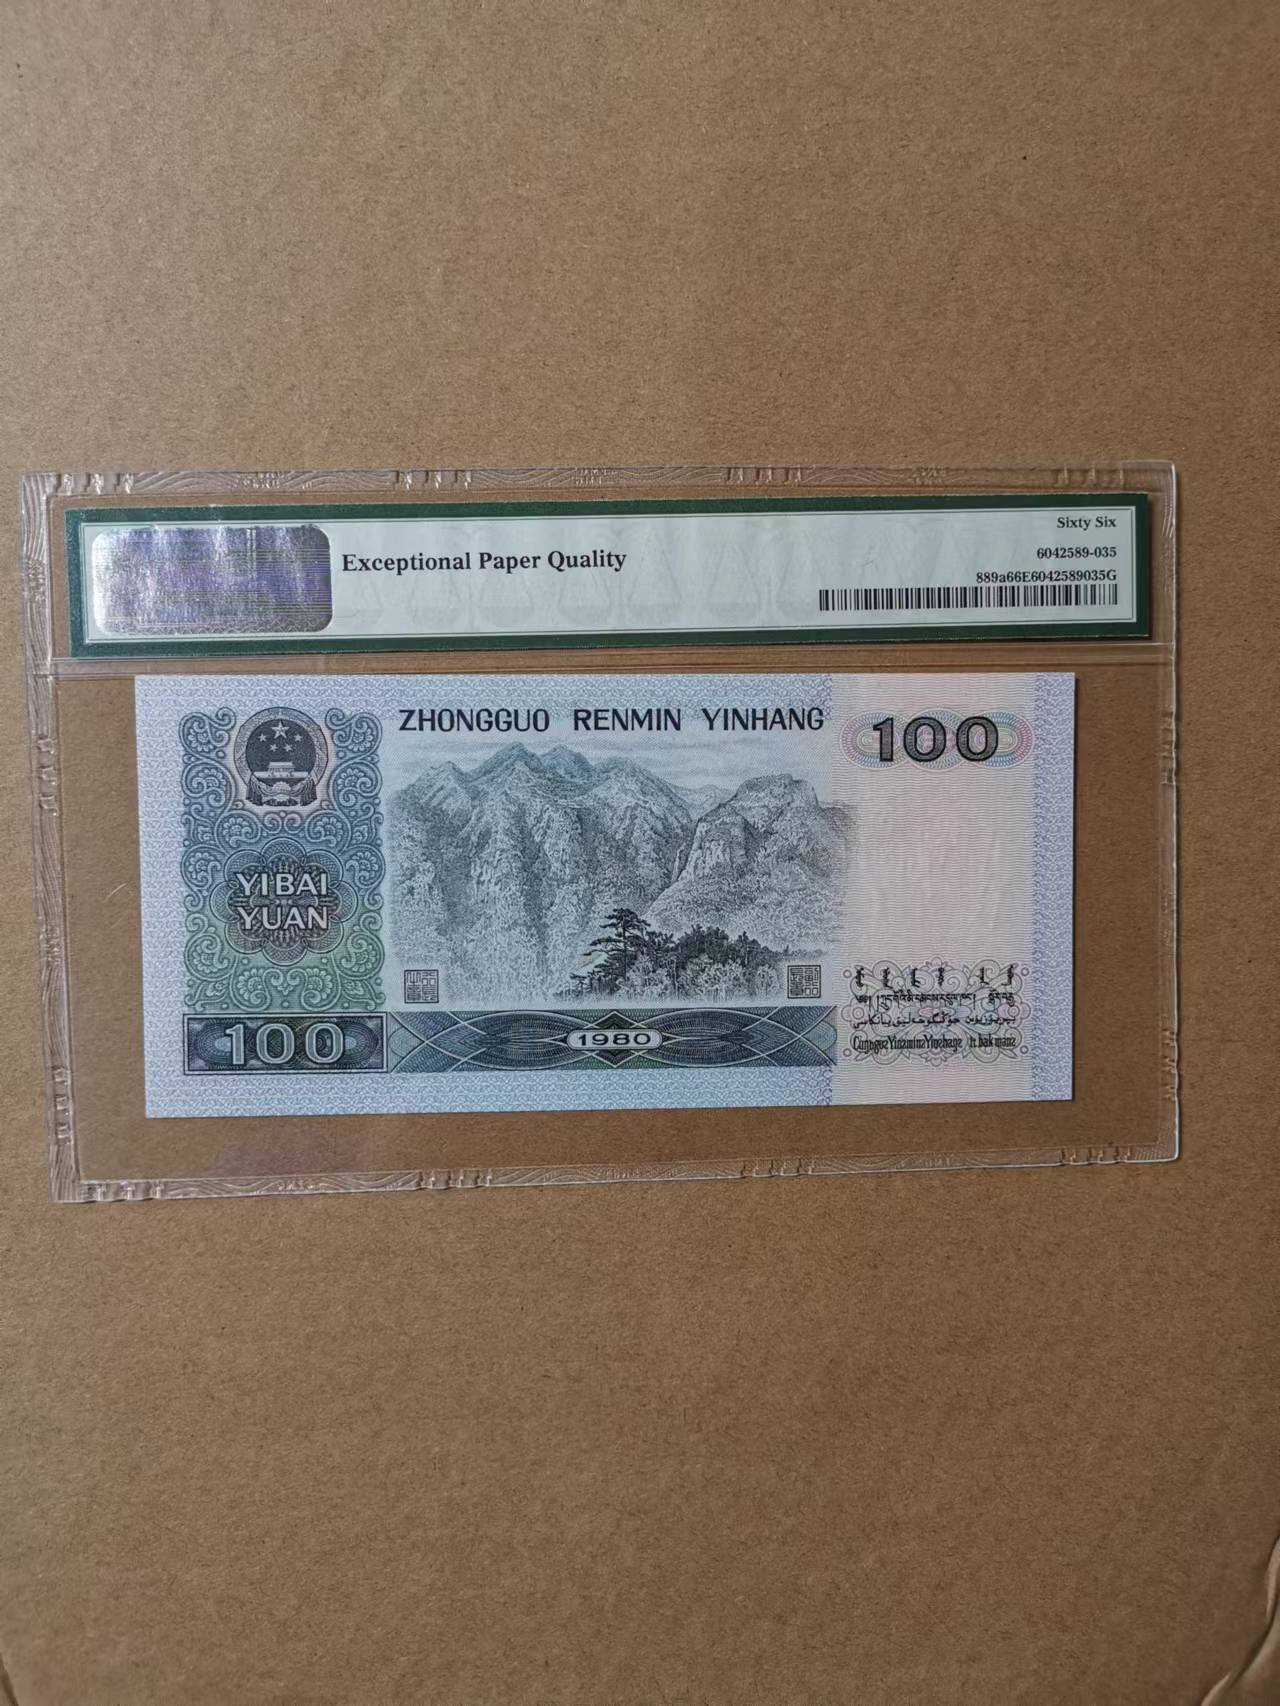 Sixty Six
Exceptional Paper Quality
6042589-035
889a66E6042589035G
ZHONGGUO RENMIN YINHANG
100
YI BAI
YUAN
100
1980